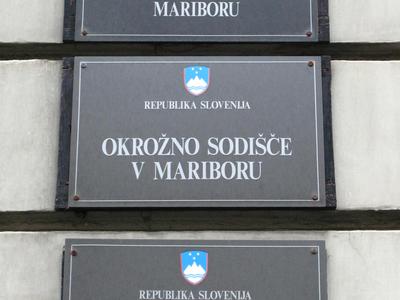 MARIBORU
REPUBLIKA SLOVENIJA
OKROŽNO SODIŠČE
V MARIBORU
REPUBLIKA SLOVENIJA